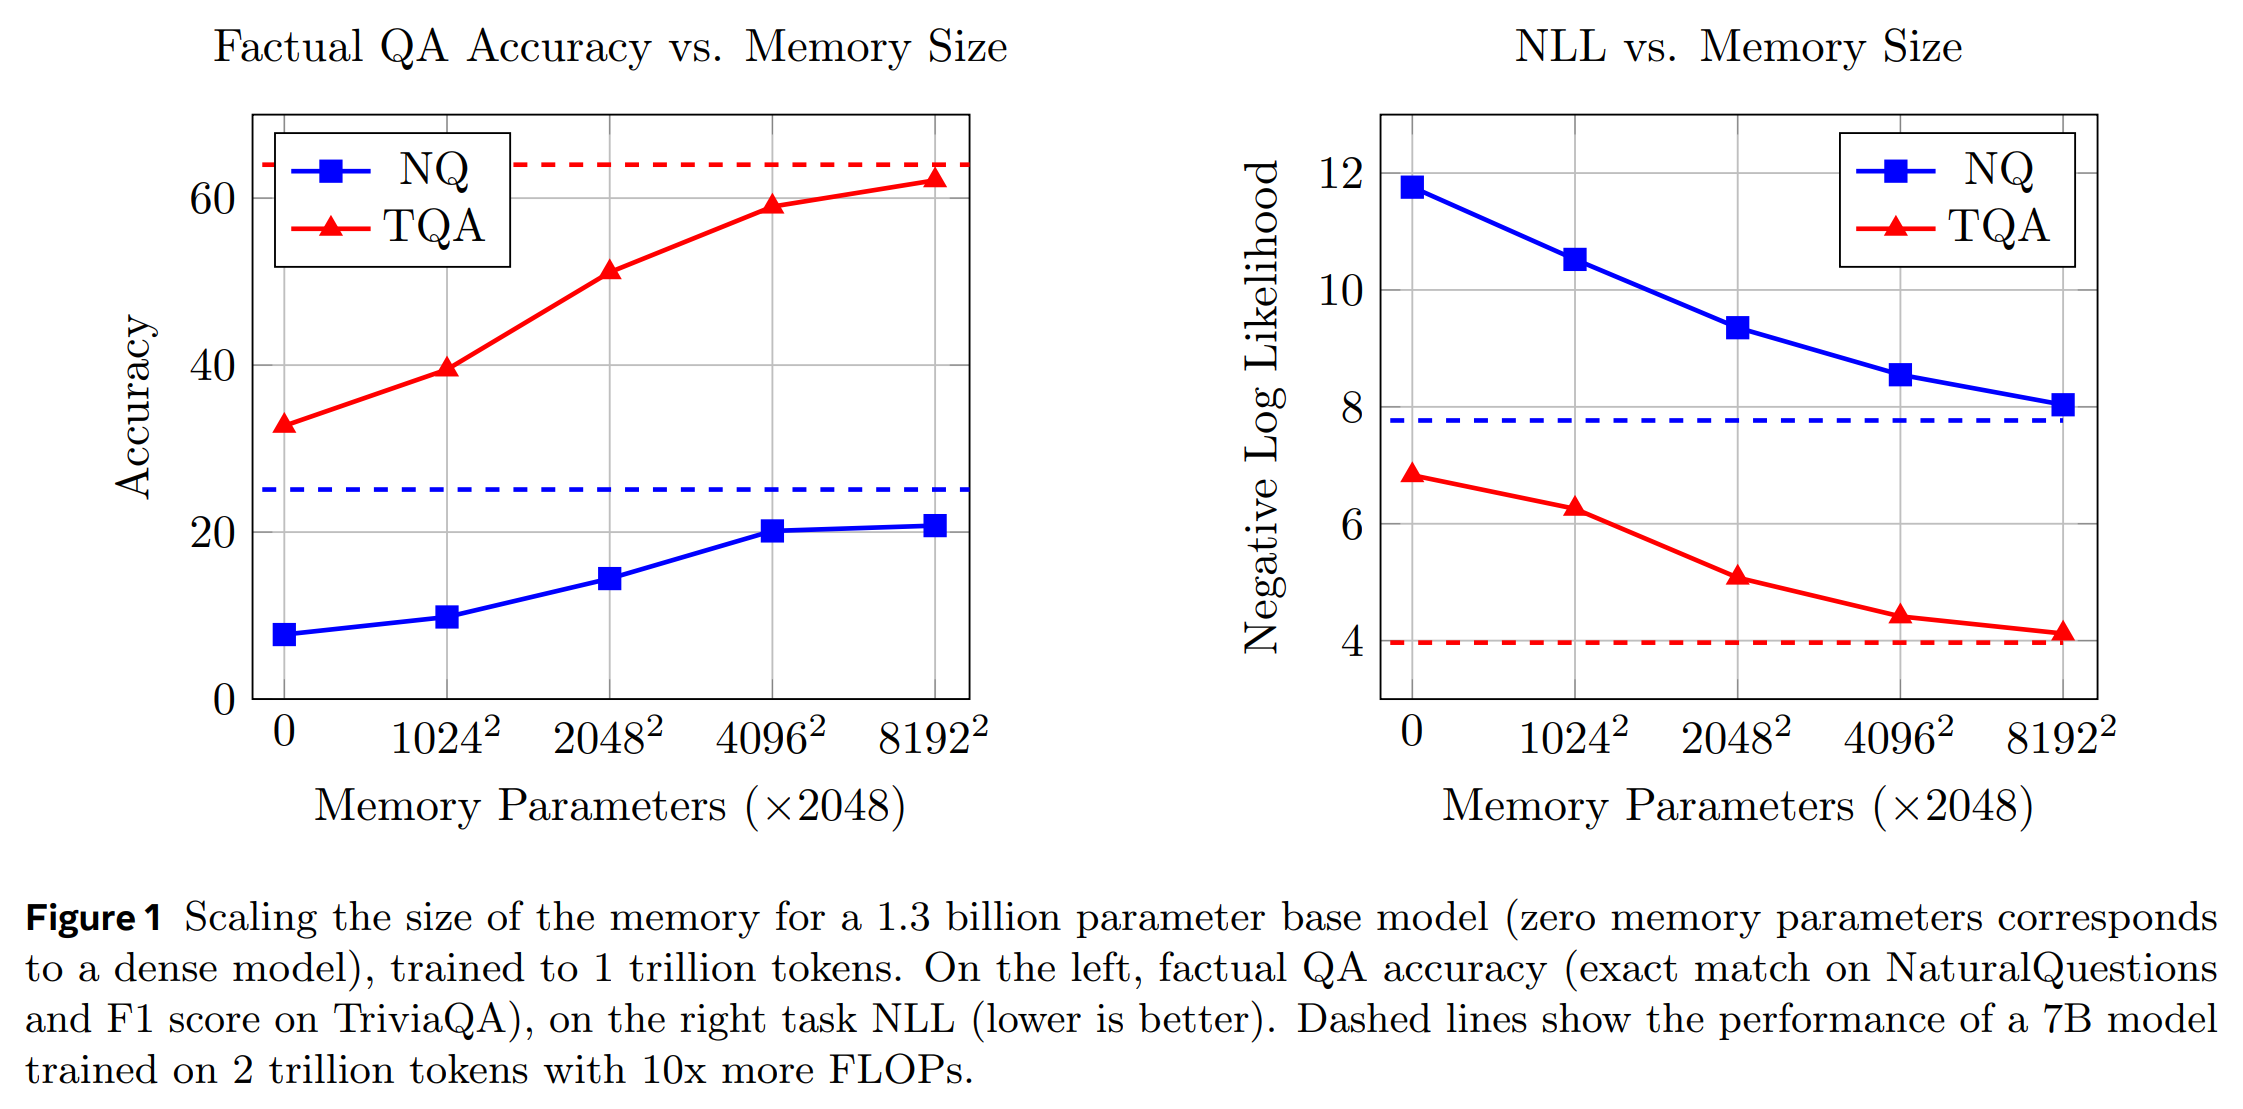 Factual QA Accuracy vs. Memory Size
NQ
TQA
60
40
20
0
Accuracy
0 1024² 2048² 4096² 8192²
Memory Parameters (×2048)
NLL vs. Memory Size
NQ
TQA
12
10
8
6
4
Negative Log Likelihood
0 1024² 2048² 4096² 8192²
Memory Parameters (×2048)
Figure 1 Scaling the size of the memory for a 1.3 billion parameter base model (zero memory parameters corresponds
to a dense model), trained to 1 trillion tokens. On the left, factual QA accuracy (exact match on NaturalQuestions
and F1 score on TriviaQA), on the right task NLL (lower is better). Dashed lines show the performance of a 7B model
trained on 2 trillion tokens with 10x more FLOPs.